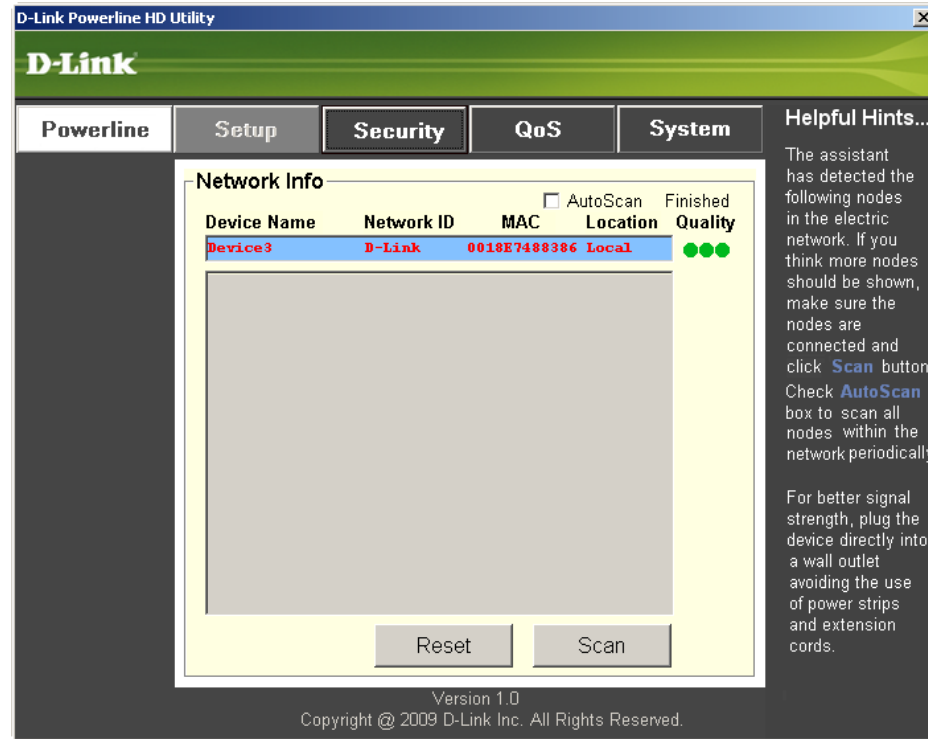 D-Link Powerline HD Utility
D-Link
Powerline Setup Security QoS System
Network Info
AutoScan Finished
Device Name Network ID MAC Location Quality
Device3 D-Link 0018E7488386 Local
Reset Scan
Helpful Hints...
The assistant
has detected the
following nodes
in the electric
network. If you
think more nodes
should be shown,
make sure the
nodes are
connected and
click Scan button
Check AutoScan
box to scan all
nodes within the
network periodically
For better signal
strength, plug the
device directly into
a wall outlet
avoiding the use
of power strips
and extension
cords.
Version 1.0
Copyright @ 2009 D-Link Inc. All Rights Reserved.